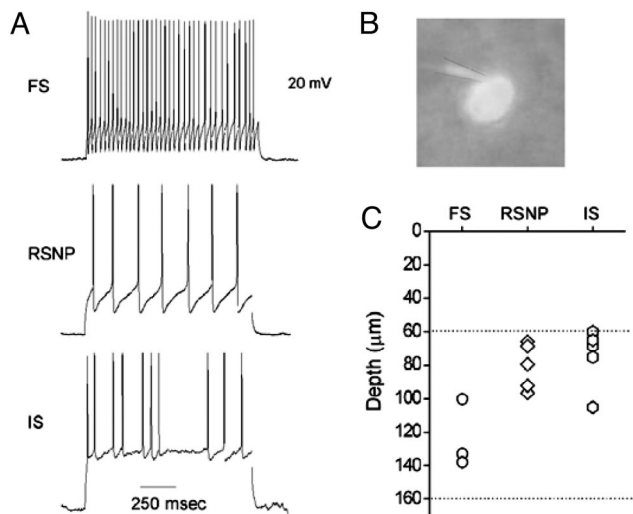 A
FS
20 mV
RSNP
IS
250 msec
B
C
FS RSNP IS
0
20
40
60
80
100
120
140
160
Depth (μm)